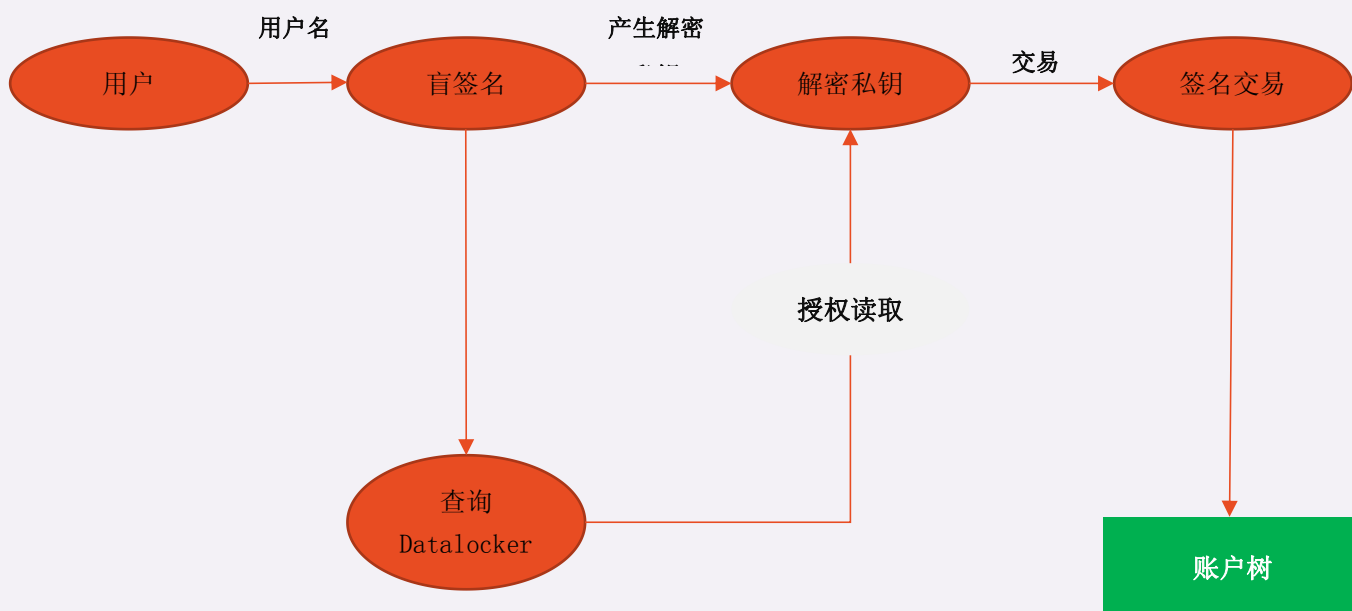 用户名
产生解密
交易
用户
盲签名
解密私钥
签名交易
授权读取
查询
Datalocker
账户树